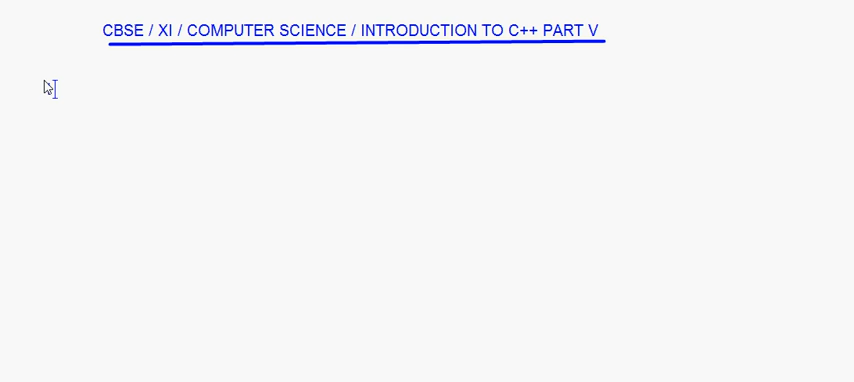 CBSE / XI / COMPUTER SCIENCE / INTRODUCTION TO C++ PART V